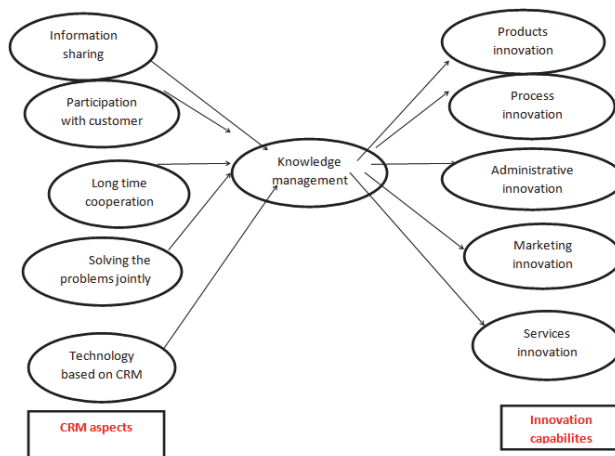 Information
sharing
Participation
with customer
Long time
cooperation
Solving the
problems jointly
Technology
based on CRM
CRM aspects
Knowledge
management
Products
innovation
Process
innovation
Administrative
innovation
Marketing
innovation
Services
innovation
Innovation
capabilites